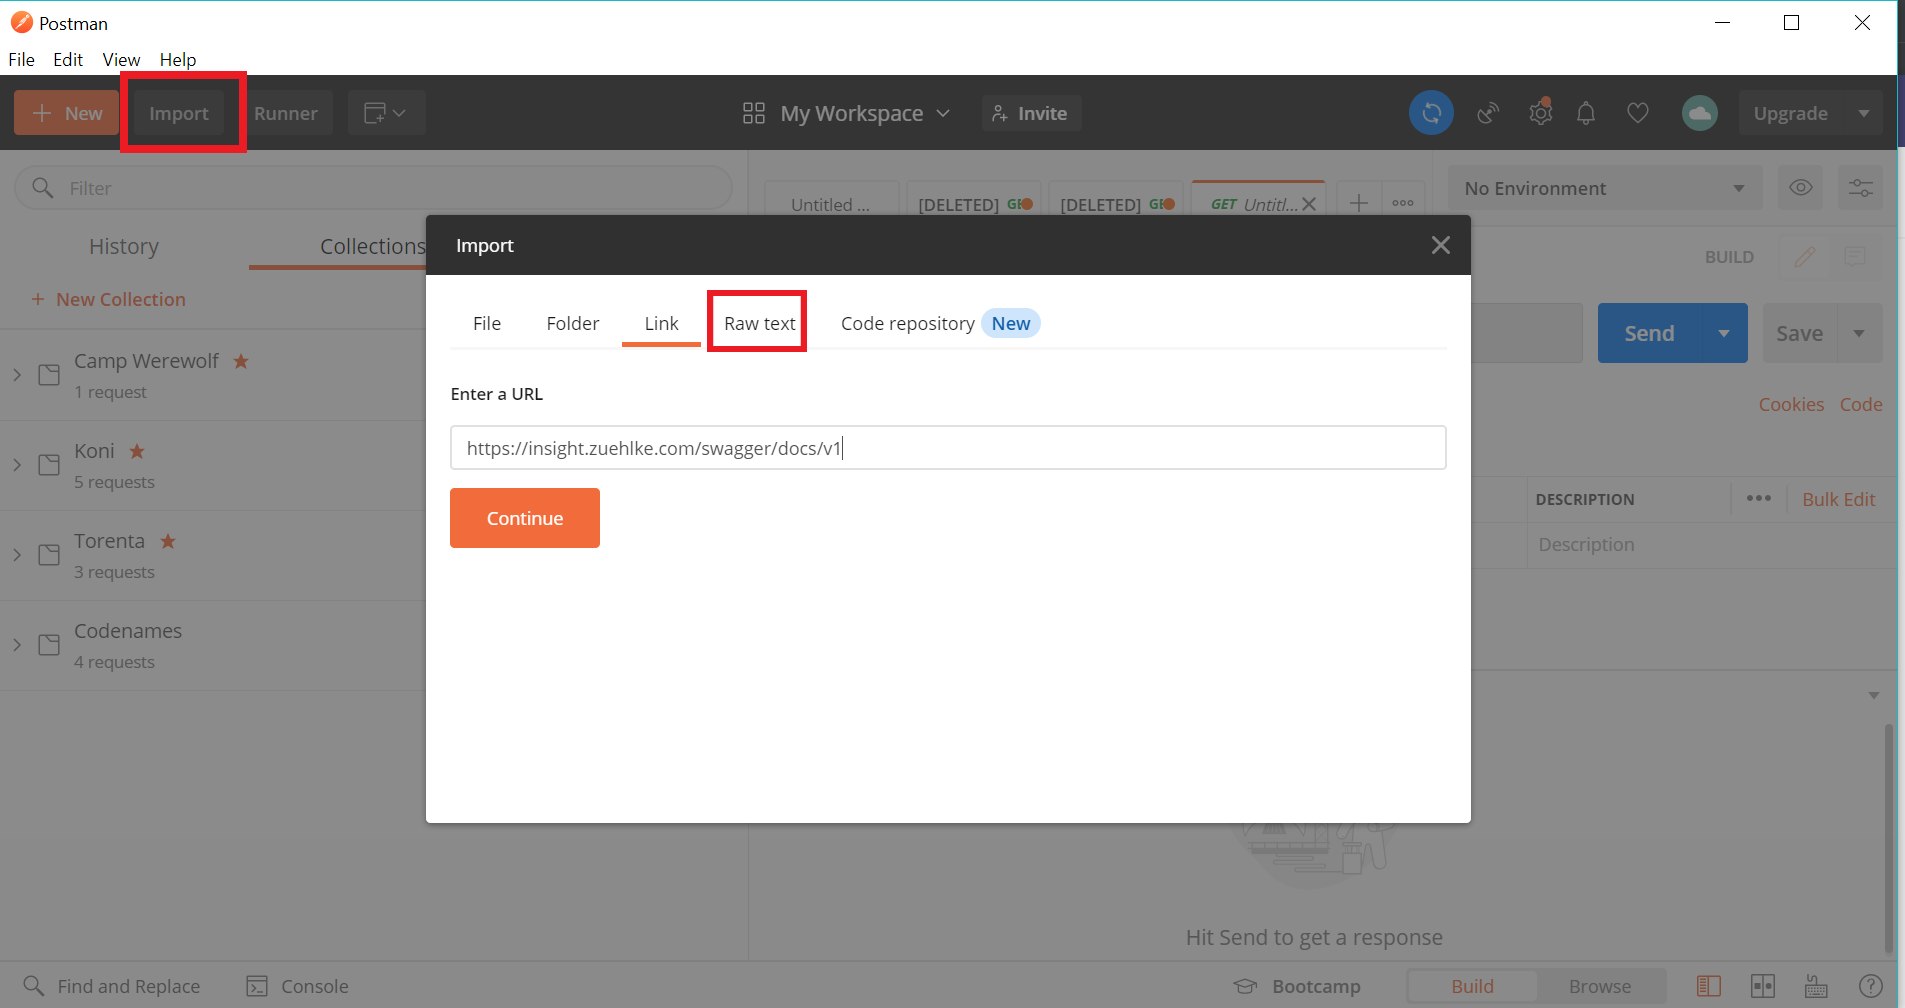 Postman
File Edit View Help
+ New Import Runner My Workspace Invite Upgrade
Filter
Untitled ... [DELETED] GE [DELETED] GE GET Untitl... No Environment
Import
History Collections
BUILD
+ New Collection
File Folder Link Raw text Code repository New
Send Save
Camp Werewolf
1 request
Enter a URL
Cookies Code
https://insight.zuehlke.com/swagger/docs/v1
Koni
5 requests
DESCRIPTION ••• Bulk Edit
Continue
Torenta
3 requests
Description
Codenames
4 requests
Hit Send to get a response
Find and Replace Console Bootcamp Build Browse